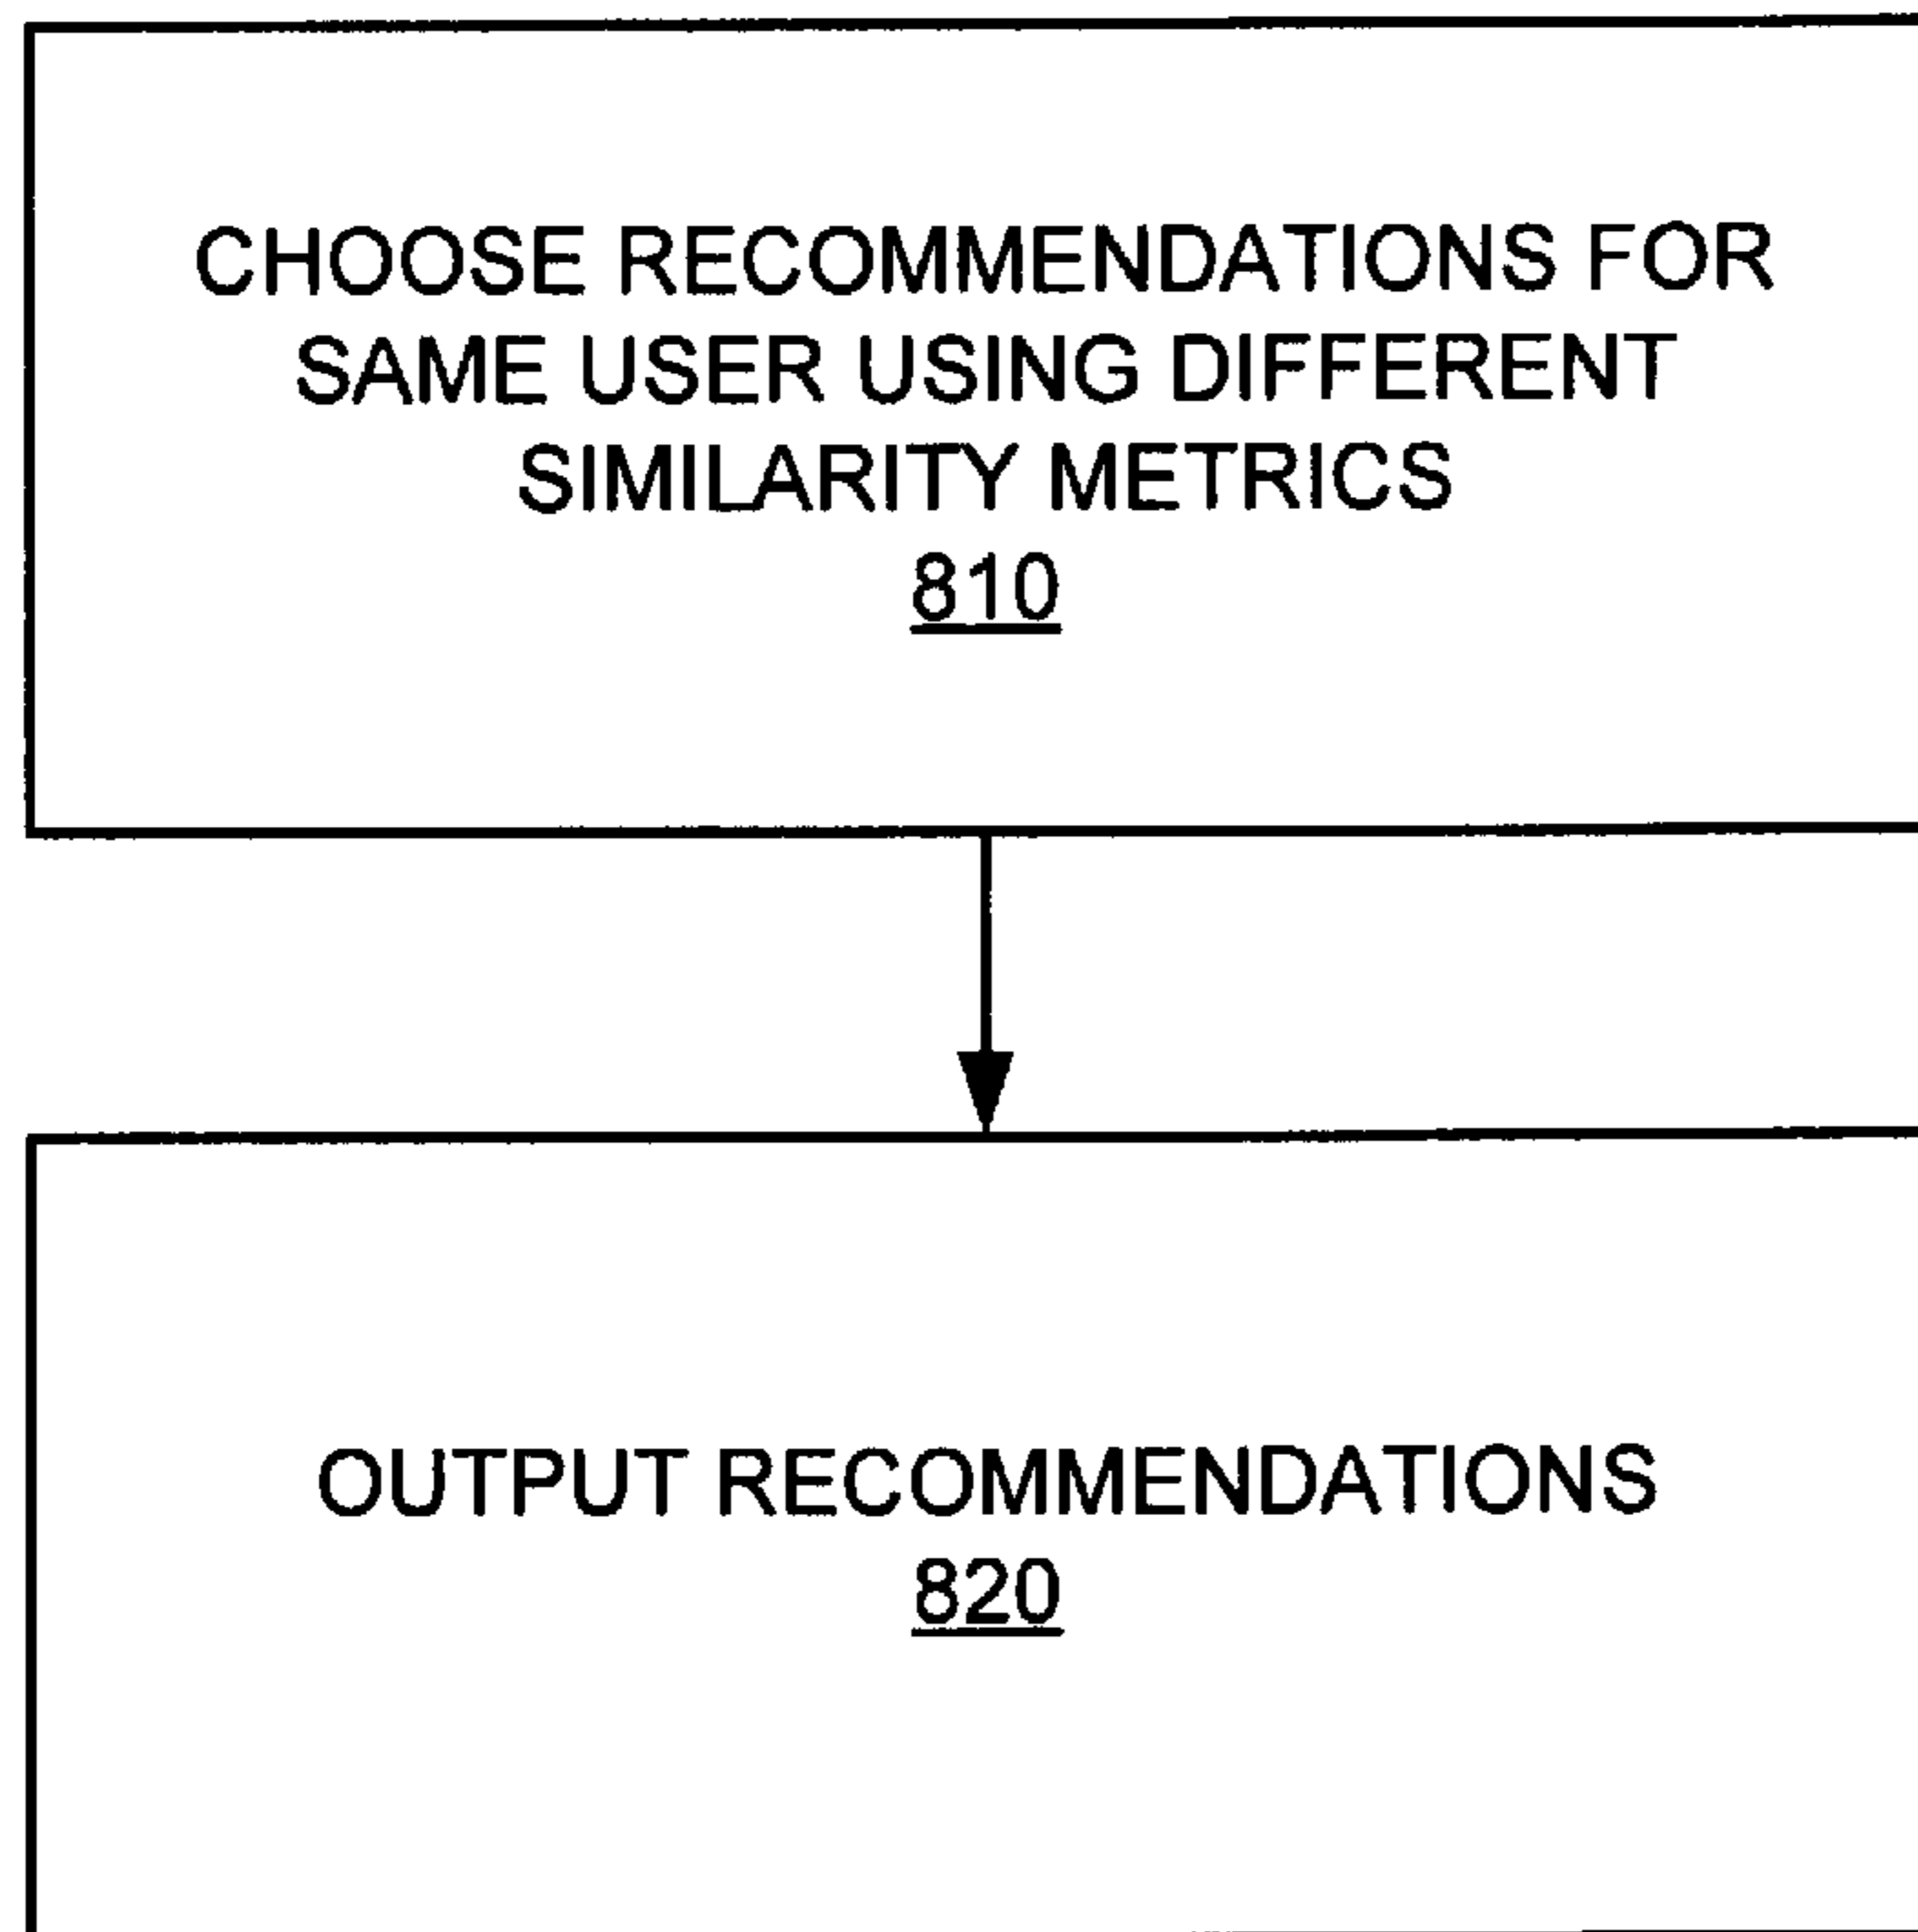 CHOOSE RECOMMENDATIONS FOR
SAME USER USING DIFFERENT
SIMILARITY METRICS
810
OUTPUT RECOMMENDATIONS
820